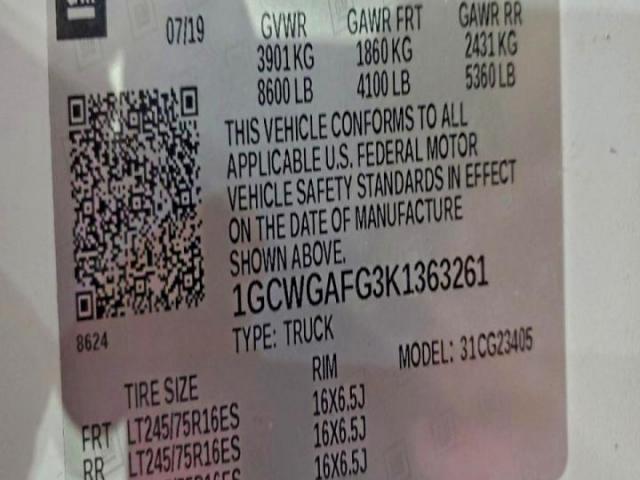 07/19 GVWR GAWR FRT GAWR RR
3901 KG 1860 KG 2431 KG
8600 LB 4100 LB 5360 LB
THIS VEHICLE CONFORMS TO ALL
APPLICABLE U.S. FEDERAL MOTOR
VEHICLE SAFETY STANDARDS IN EFFECT
ON THE DATE OF MANUFACTURE
SHOWN ABOVE.
1GCWGAFG3K1363261
8624 TYPE: TRUCK MODEL: 31CG23405
TIRE SIZE RIM
FRT LT245/75R16ES 16X6.5J
RR LT245/75R16ES 16X6.5J
16X6.5J